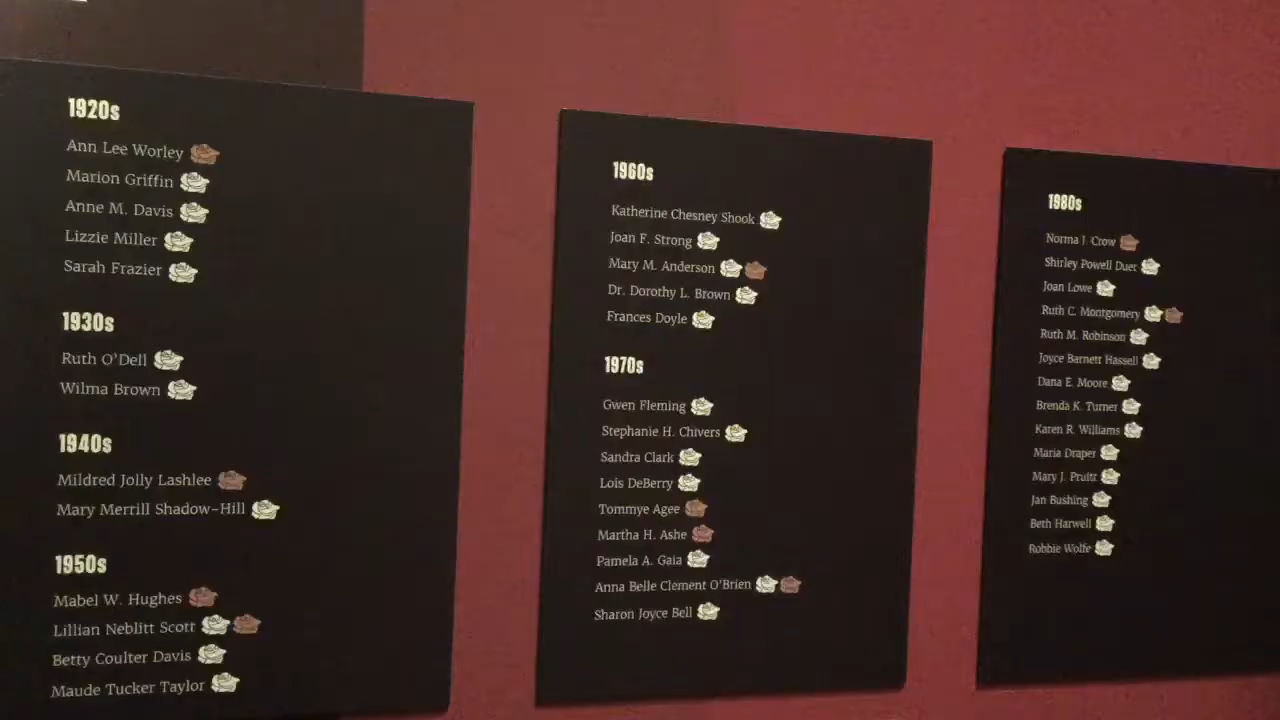 1920s
Ann Lee Worley
Marion Griffin
Anne M. Davis
Lizzie Miller
Sarah Frazier
1930s
Ruth O'Dell
Wilma Brown
1940s
Mildred Jolly Lashlee
Mary Merrill Shadow-Hill
1950s
Mabel W. Hughes
Lillian Neblitt Scott
Betty Coulter Davis
Maude Tucker Taylor
1960s
Katherine Chesney Shook
Joan F. Strong
Mary M. Anderson
Dr. Dorothy L. Brown
Frances Doyle
1970s
Gwen Fleming
Stephanie H. Chivers
Sandra Clark
Lois DeBerry
Tommye Agee
Martha H. Ashe
Pamela A. Gaia
Anna Belle Clement O'Brien
Sharon Joyce Bell
1980s
Norma J. Crow
Shirley Powell Duer
Joan Lowe
Ruth C. Montgomery
Ruth M. Robinson
Joyce Barnett Hassell
Dana E. Moore
Brenda K. Turner
Karen R. Williams
Maria Draper
Mary J. Pruitt
Jan Bushing
Beth Harwell
Robbie Wolfe